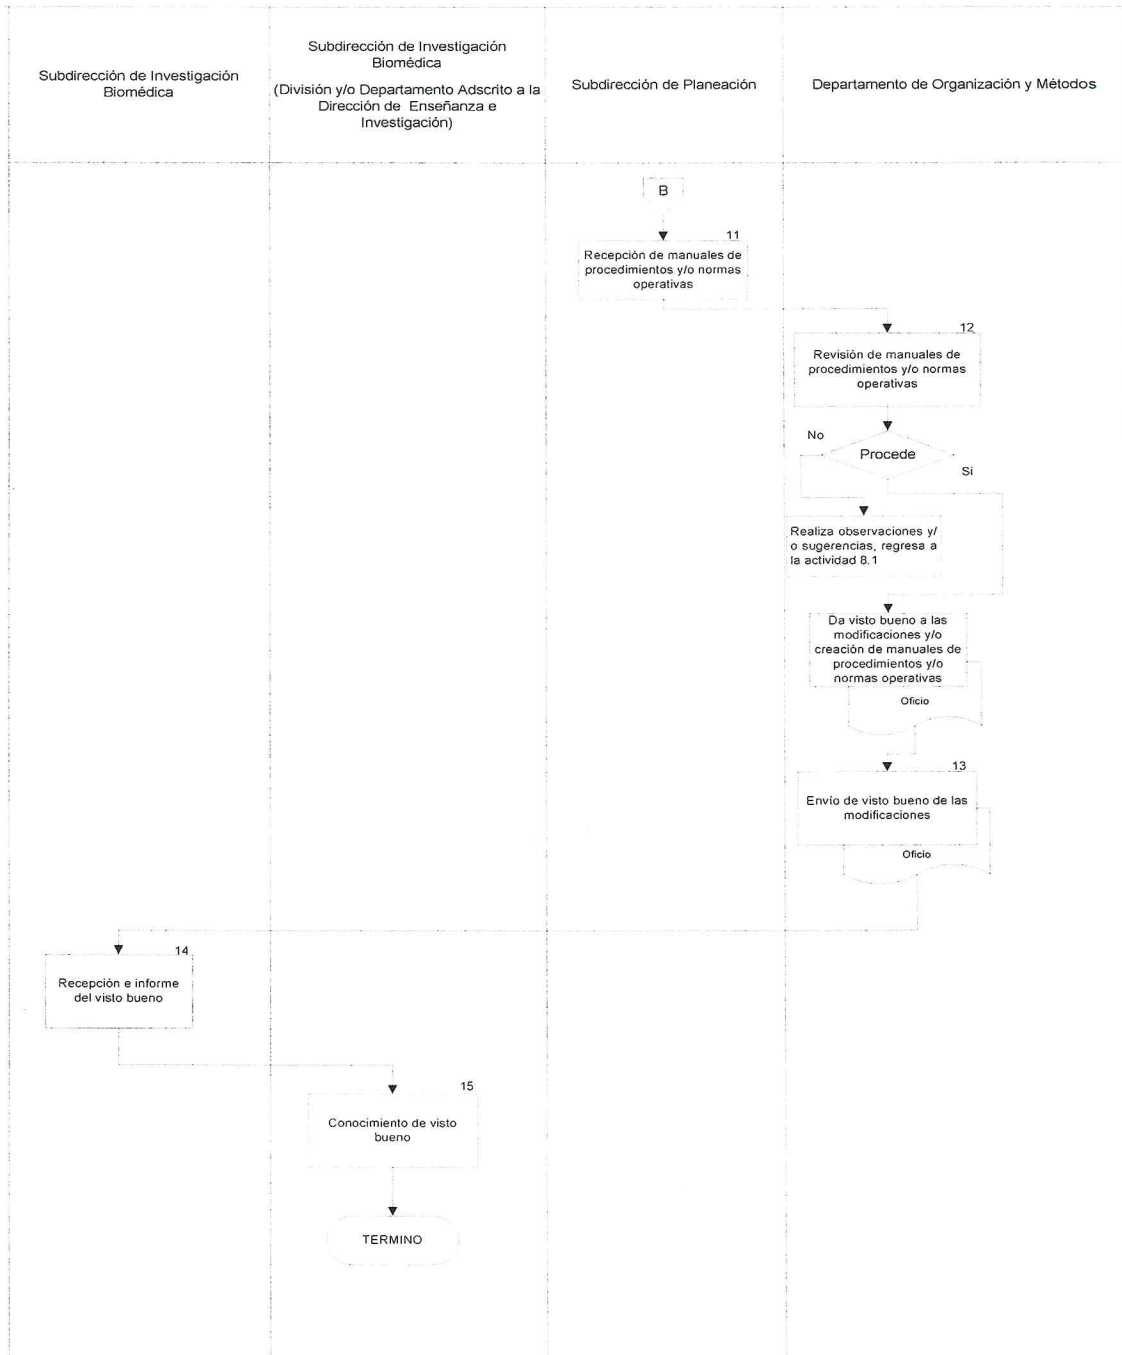 Subdirección de Investigación
Biomédica
Subdirección de Investigación
Biomédica
(División y/o Departamento Adscrito a la
Dirección de Enseñanza e
Investigación)
Subdirección de Planeación
Departamento de Organización y Métodos
B
11
Recepción de manuales de
procedimientos y/o normas
operativas
12
Revisión de manuales de
procedimientos y/o normas
operativas
No
Procede
Si
Realiza observaciones y/
o sugerencias, regresa a
la actividad 8.1
Da visto bueno a las
modificaciones y/o
creación de manuales de
procedimientos y/o
normas operativas
Oficio
13
Envío de visto bueno de las
modificaciones
Oficio
14
Recepción e informe
del visto bueno
15
Conocimiento de visto
bueno
TERMINO